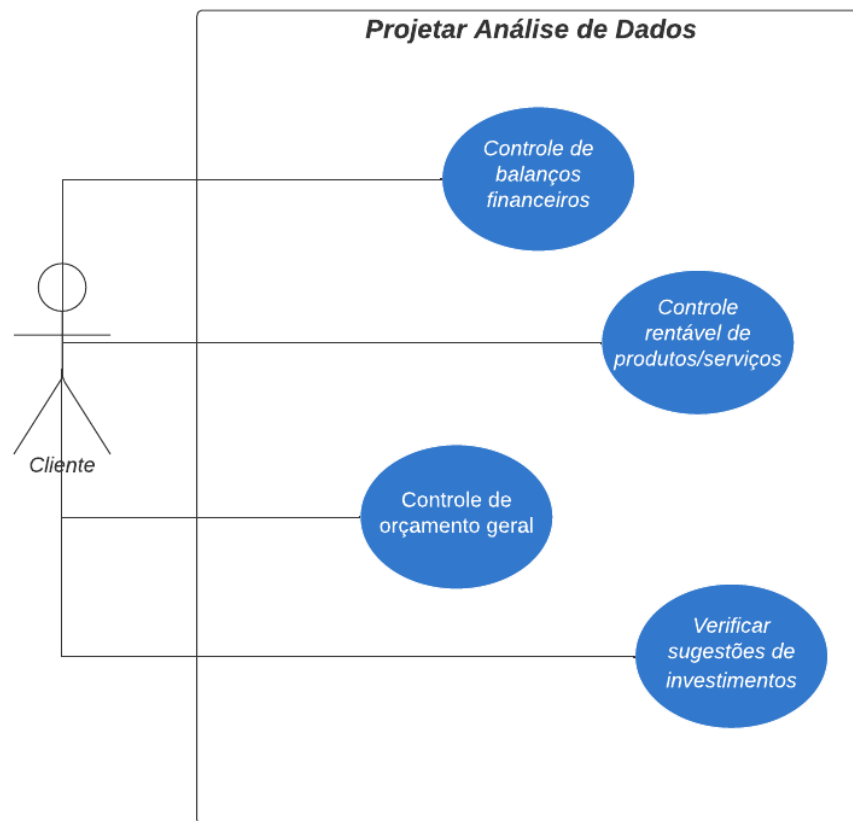 Projetar Análise de Dados
Controle de
balanços
financeiros
Controle
rentável de
produtos/serviços
Cliente
Controle de
orçamento geral
Verificar
sugestões de
investimentos